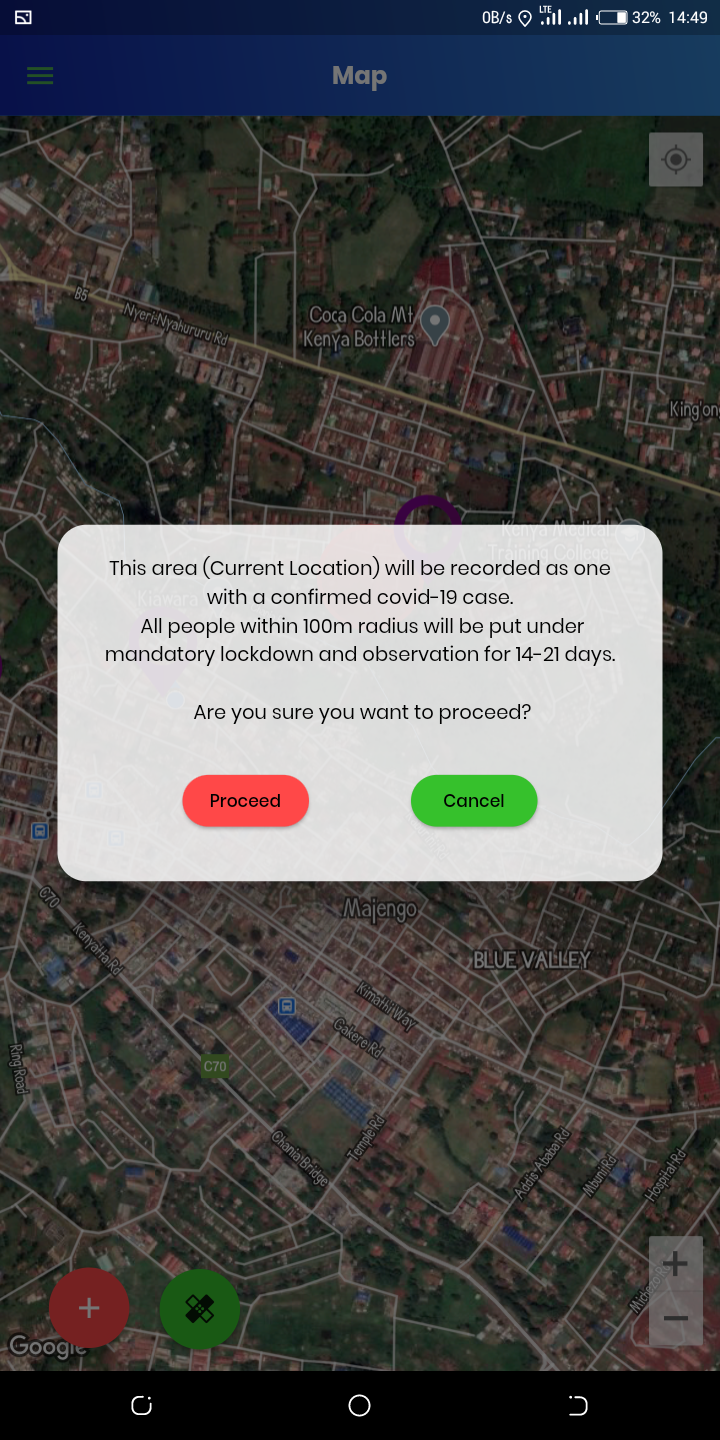 0B/s LTE 32% 14:49
Map
B5
Nyeri-Nyahururu Rd
Coca Cola Mt
Kenya Bottlers
King'ong
Kenya Medical
Training College
This area (Current Location) will be recorded as one
with a confirmed covid-19 case.
All people within 100m radius will be put under
mandatory lockdown and observation for 14-21 days.
Are you sure you want to proceed?
Kiawara
Proceed
Cancel
C70
Kenyatta Rd
Majengo
BLUE VALLEY
Kimathi Way
Gakere Rd
Ring Road
C70
Chania Bridge
Temple Rd
Addis Ababa Rd
Mbuni Rd
Hospital Rd
Google